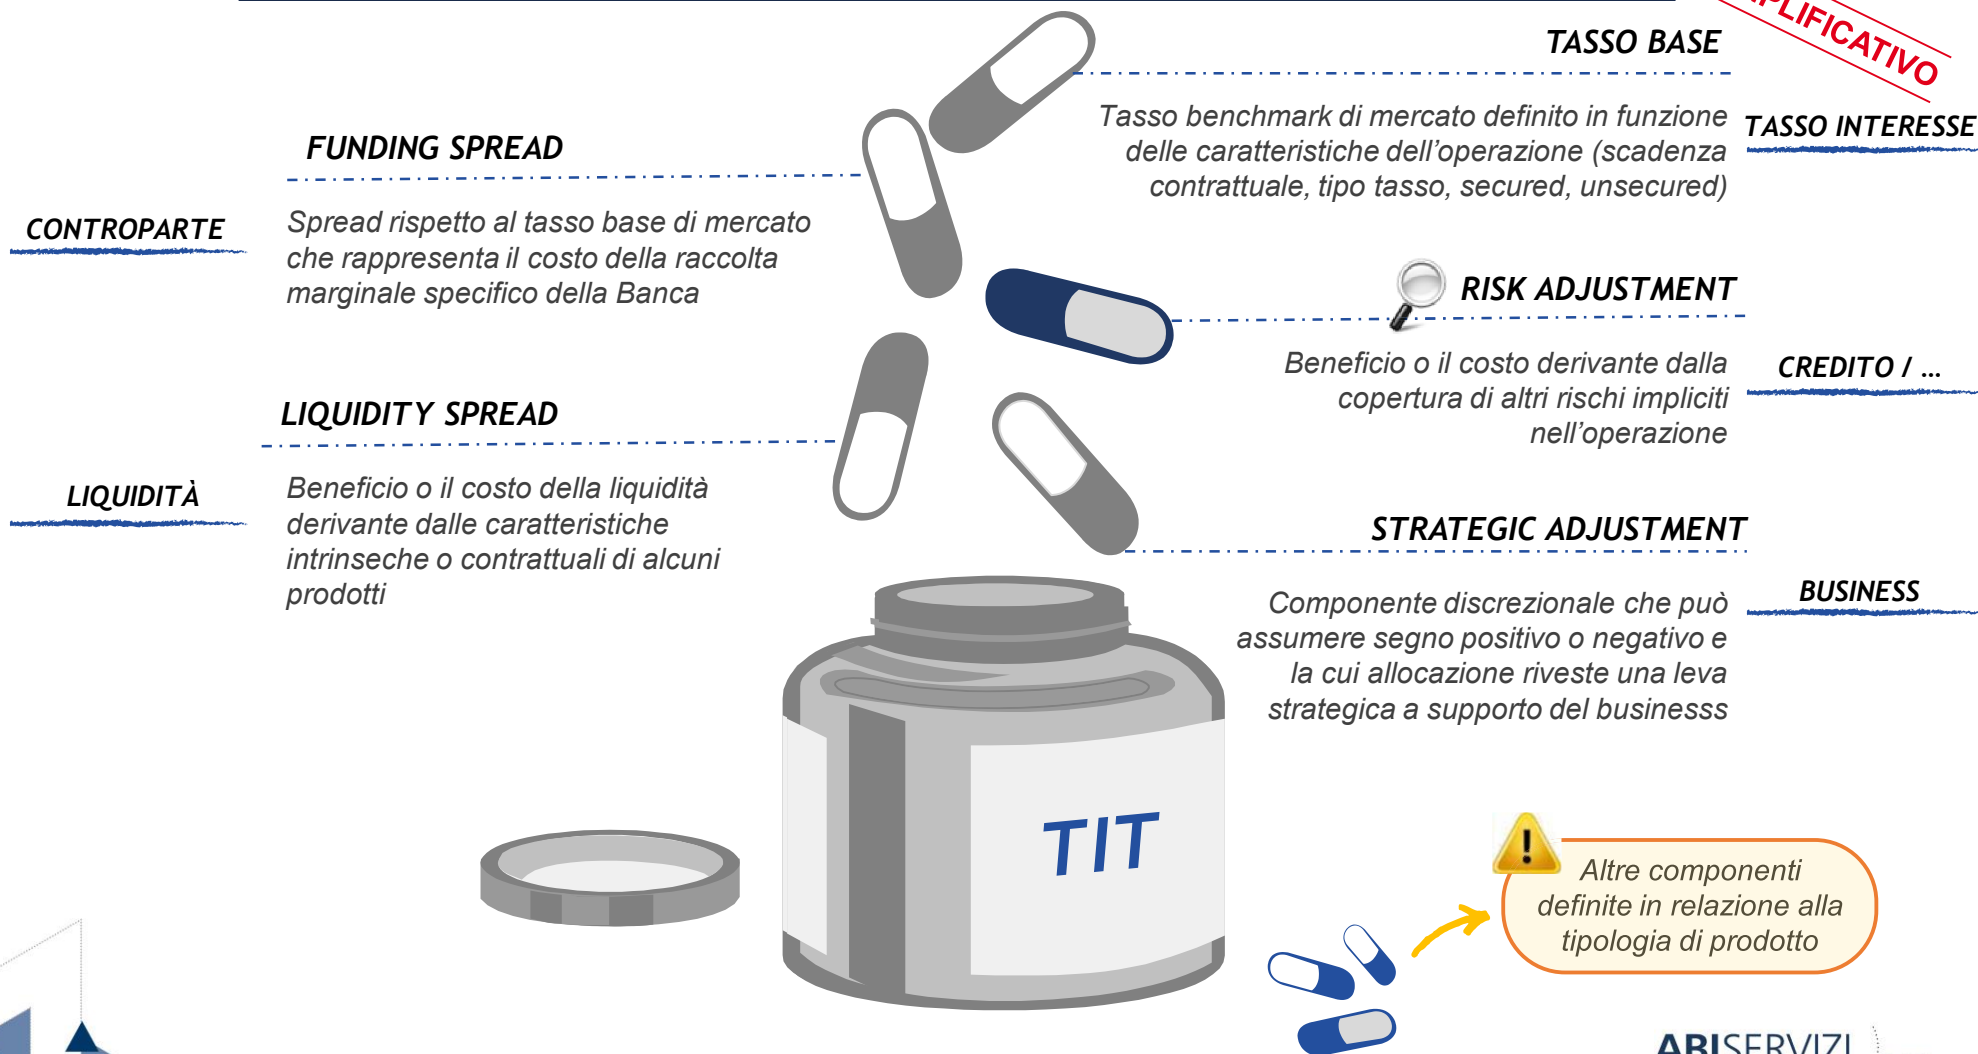 TASSO BASE
Tasso benchmark di mercato definito in funzione
delle caratteristiche dell'operazione (scadenza
contrattuale, tipo tasso, secured, unsecured)
TASSO INTERESSE
FUNDING SPREAD
CONTROPARTE
Spread rispetto al tasso base di mercato
che rappresenta il costo della raccolta
marginale specifico della Banca
RISK ADJUSTMENT
Beneficio o il costo derivante dalla
copertura di altri rischi impliciti
nell'operazione
CREDITO / ...
LIQUIDITY SPREAD
LIQUIDITÀ
Beneficio o il costo della liquidità
derivante dalle caratteristiche
intrinseche o contrattuali di alcuni
prodotti
STRATEGIC ADJUSTMENT
Componente discrezionale che può
assumere segno positivo o negativo e
la cui allocazione riveste una leva
strategica a supporto del businesss
BUSINESS
TIT
Altre componenti
definite in relazione alla
tipologia di prodotto
ABISERVIZI